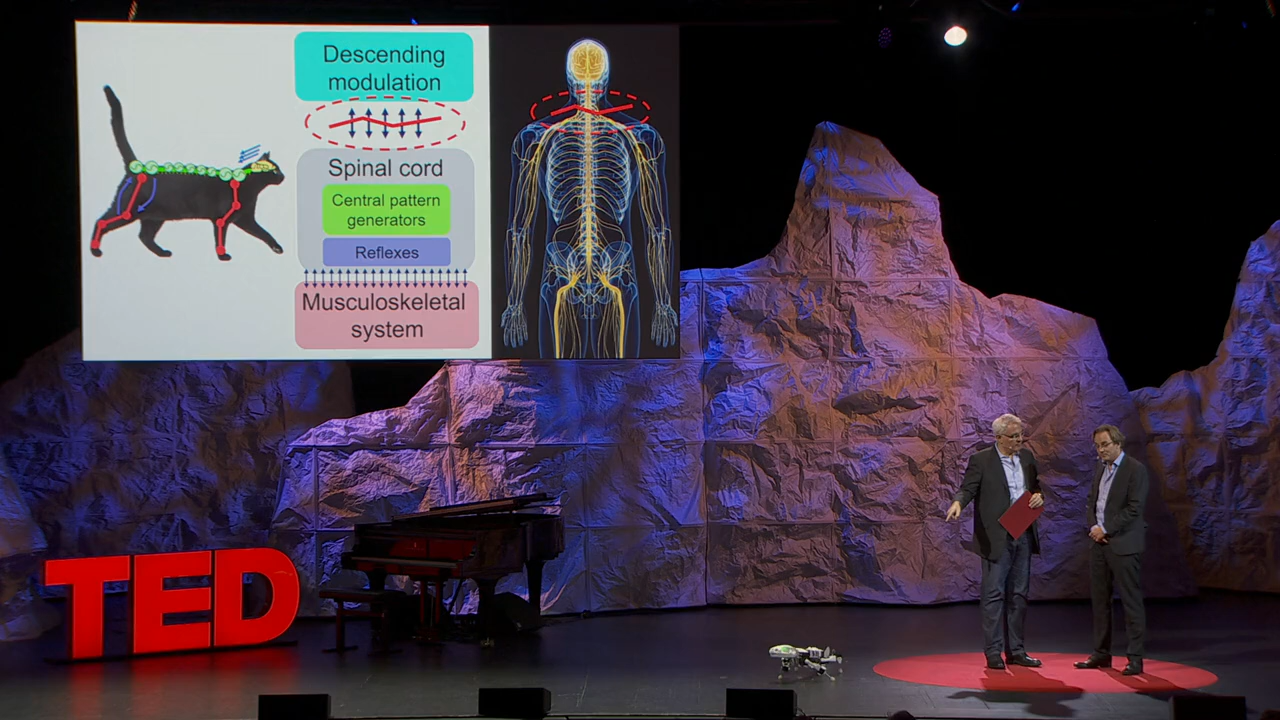 Descending
modulation
Spinal cord
Central pattern
generators
Reflexes
Musculoskeletal
system
TED